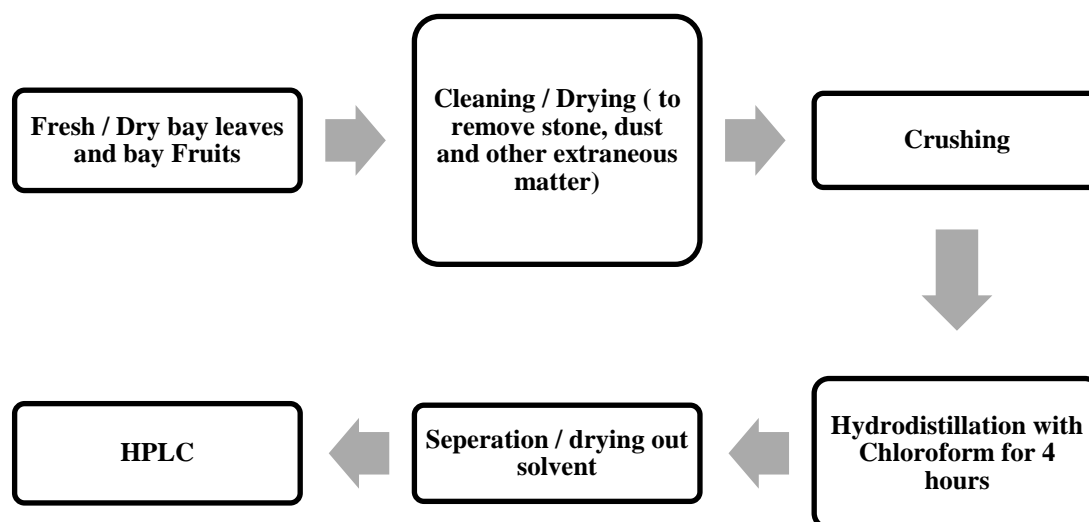 Fresh / Dry bay leaves
and bay Fruits
Cleaning / Drying ( to
remove stone, dust
and other extraneous
matter)
Crushing
Hydrodistillation with
Chloroform for 4
hours
Seperation / drying out
solvent
HPLC